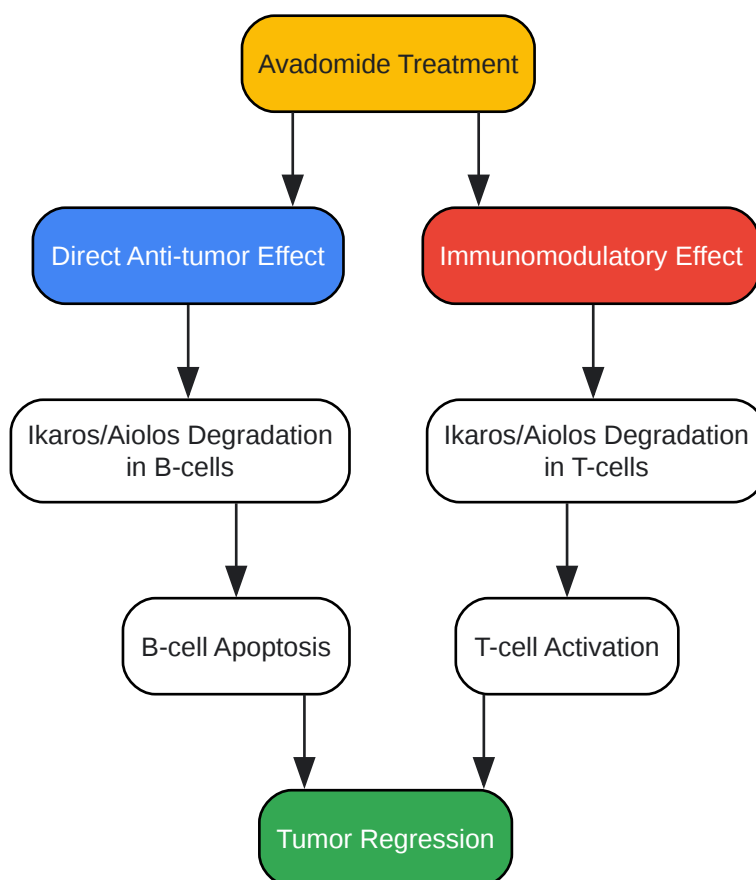 Avadomide Treatment
Direct Anti-tumor Effect
Immunomodulatory Effect
Ikaros/Aiolos Degradation
in B-cells
Ikaros/Aiolos Degradation
in T-cells
B-cell Apoptosis
T-cell Activation
Tumor Regression